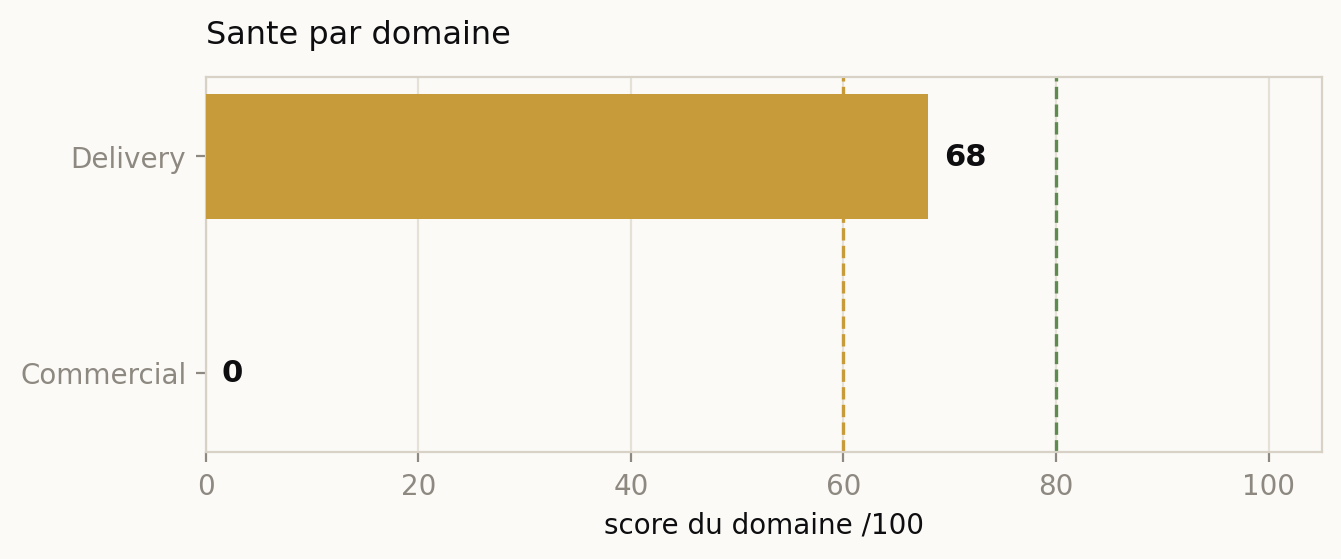 Sante par domaine
Delivery
68
Commercial
0
0 20 40 60 80 100
score du domaine /100